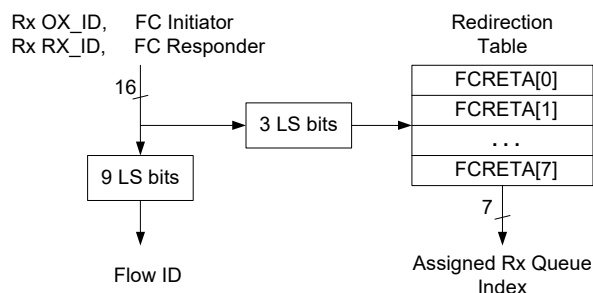 Rx OX_ID, FC Initiator
Rx RX_ID, FC Responder
Redirection
Table
16
3 LS bits
FCRETA[0]
FCRETA[1]
. . .
FCRETA[7]
9 LS bits
7
Flow ID
Assigned Rx Queue
Index